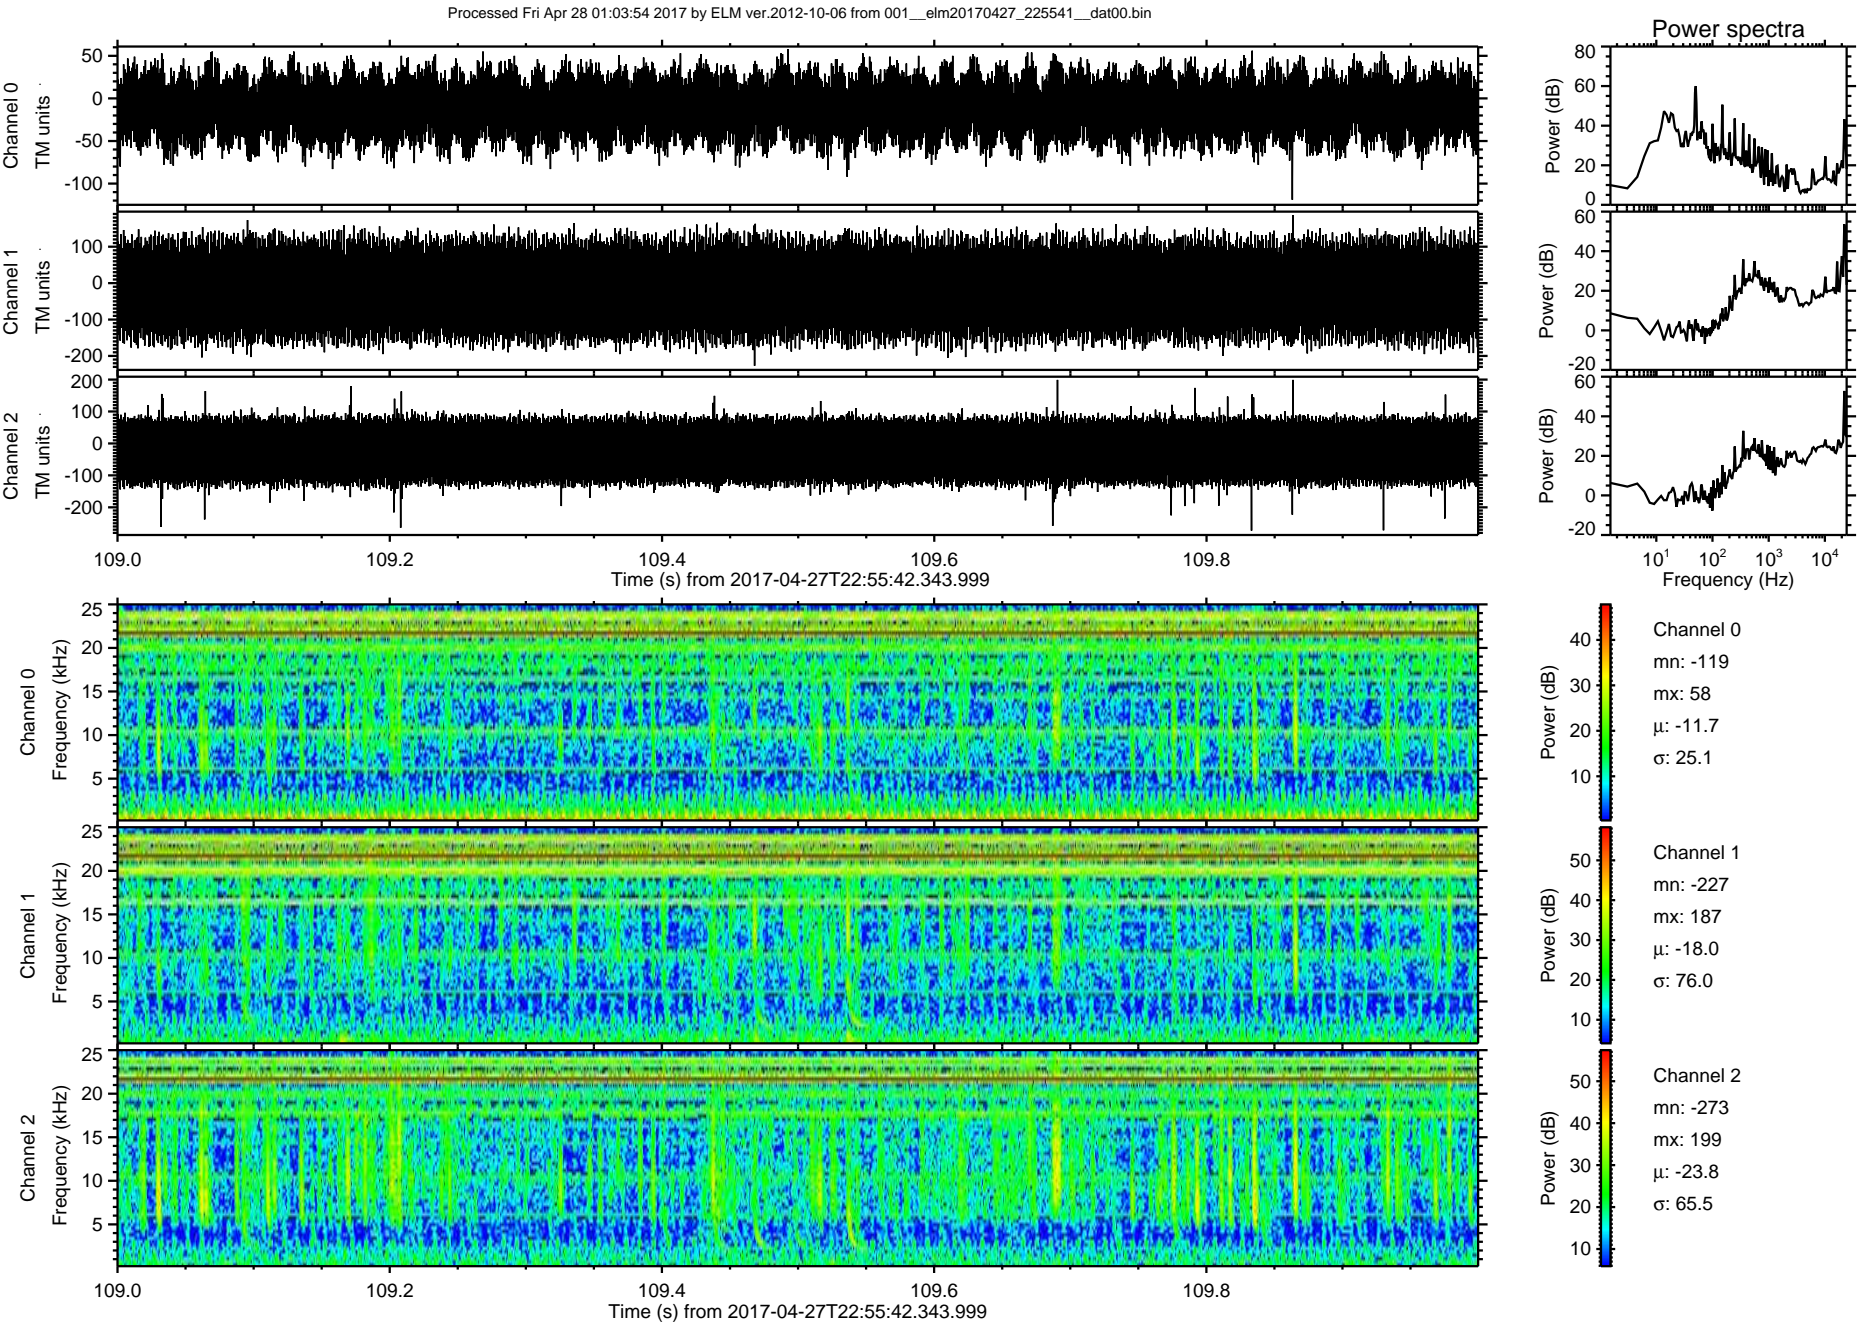 Processed Fri Apr 28 01:03:54 2017 by ELM ver.2012-10-06 from 001__elm20170427_225541__dat00.bin
Power spectra
Channel 0
TM units
50
0
-50
-100
Power (dB)
80
60
40
20
0
Channel 1
TM units
100
0
-100
-200
Power (dB)
60
40
20
0
-20
Channel 2
TM units
200
100
0
-100
-200
Power (dB)
60
40
20
0
-20
109.0 109.2 109.4 109.6 109.8
Time (s) from 2017-04-27T22:55:42.343.999
10¹ 10² 10³ 10⁴
Frequency (Hz)
Channel 0
Frequency (kHz)
25
20
15
10
5
Power (dB)
40
30
20
10
Channel 0
mn: -119
mx: 58
μ: -11.7
σ: 25.1
Channel 1
Frequency (kHz)
25
20
15
10
5
Power (dB)
50
40
30
20
10
Channel 1
mn: -227
mx: 187
μ: -18.0
σ: 76.0
Channel 2
Frequency (kHz)
25
20
15
10
5
Power (dB)
50
40
30
20
10
Channel 2
mn: -273
mx: 199
μ: -23.8
σ: 65.5
109.0 109.2 109.4 109.6 109.8
Time (s) from 2017-04-27T22:55:42.343.999